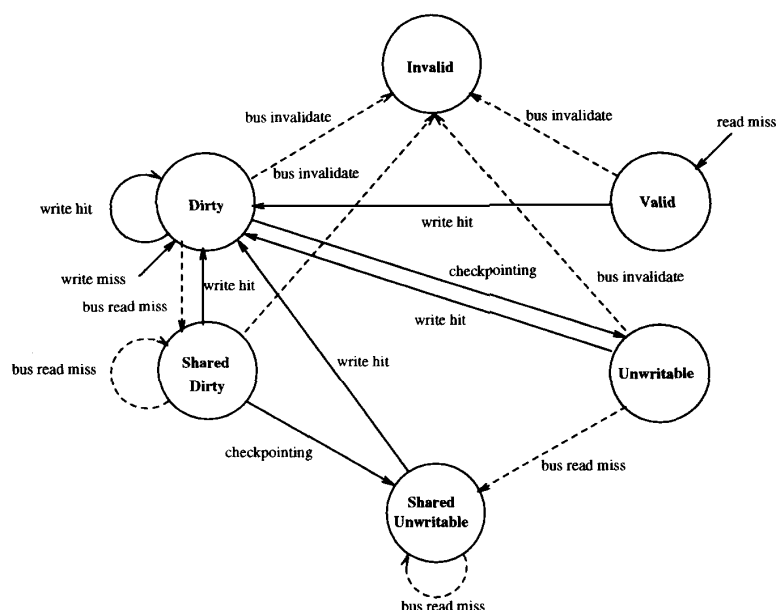 Invalid
bus invalidate
bus invalidate
read miss
bus invalidate
Dirty
Valid
write hit
write hit
write miss
checkpointing
bus invalidate
write hit
bus read miss
write hit
Shared
Dirty
bus read miss
write hit
Unwritable
checkpointing
bus read miss
Shared
Unwritable
bus read miss